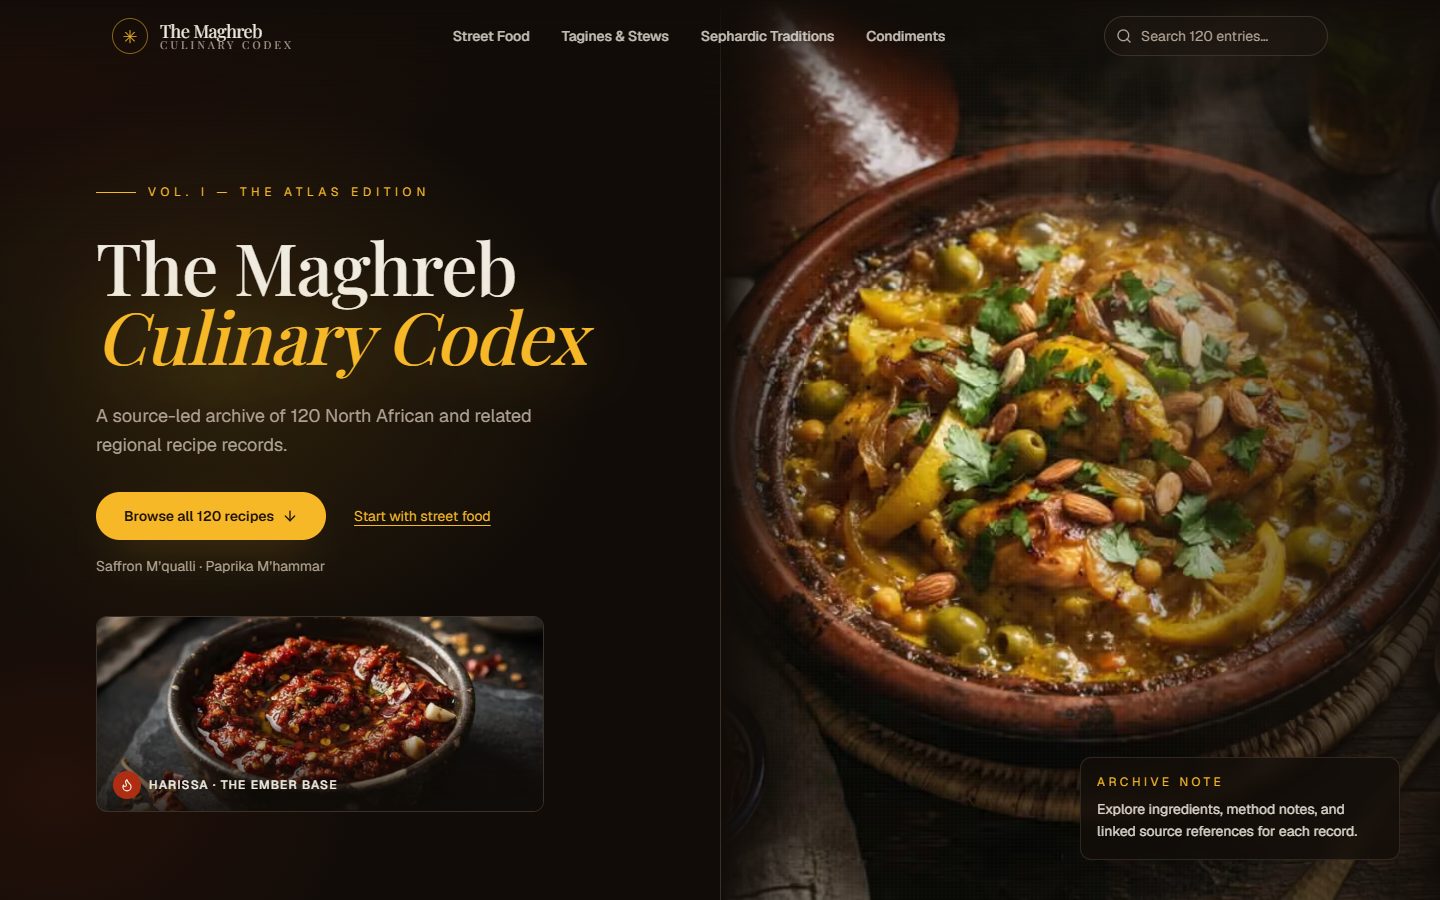 The Maghreb
CULINARY CODEX
Street Food
Tagines & Stews
Sephardic Traditions
Condiments
Search 120 entries...
VOL. I — THE ATLAS EDITION
The Maghreb
Culinary Codex
A source-led archive of 120 North African and related
regional recipe records.
Browse all 120 recipes ↓
Start with street food
Saffron M'qualli · Paprika M'hammar
HARISSA · THE EMBER BASE
ARCHIVE NOTE
Explore ingredients, method notes, and
linked source references for each record.